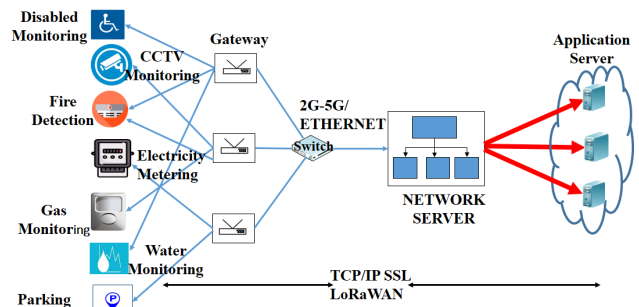 Disabled
Monitoring
CCTV
Monitoring
Fire
Detection
Electricity
Metering
Gas
Monitoring
Water
Monitoring
Parking
P
Gateway
2G-5G/
ETHERNET
Switch
NETWORK
SERVER
Application
Server
TCP/IP SSL
LoRaWAN